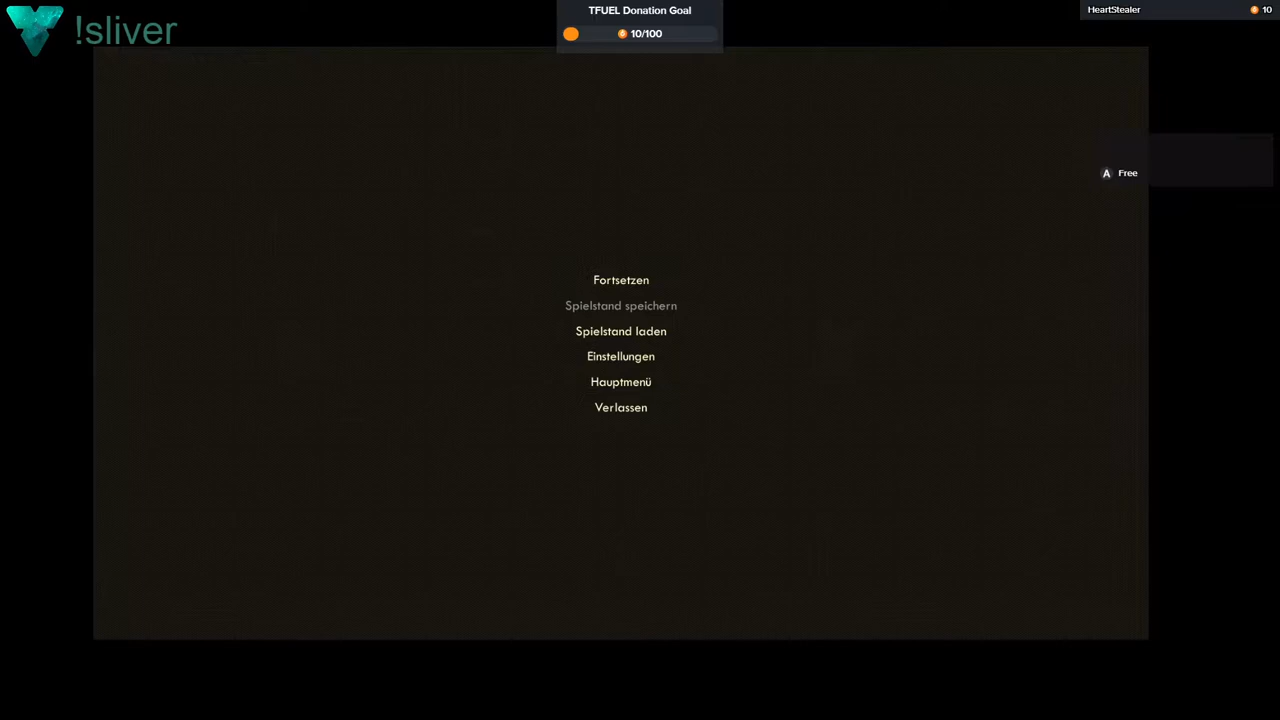 !sliver
TFUEL Donation Goal
10/100
HeartStealer 10
A Free
Fortsetzen
Spielstand speichern
Spielstand laden
Einstellungen
Hauptmenü
Verlassen